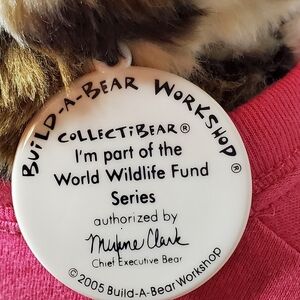 BUILD-A-BEAR WORKSHOP®
COLLECTIBEAR®
I'm part of the
World Wildlife Fund
Series
authorized by
Maxine Clark
Chief Executive Bear
©2005 Build-A-Bear Workshop